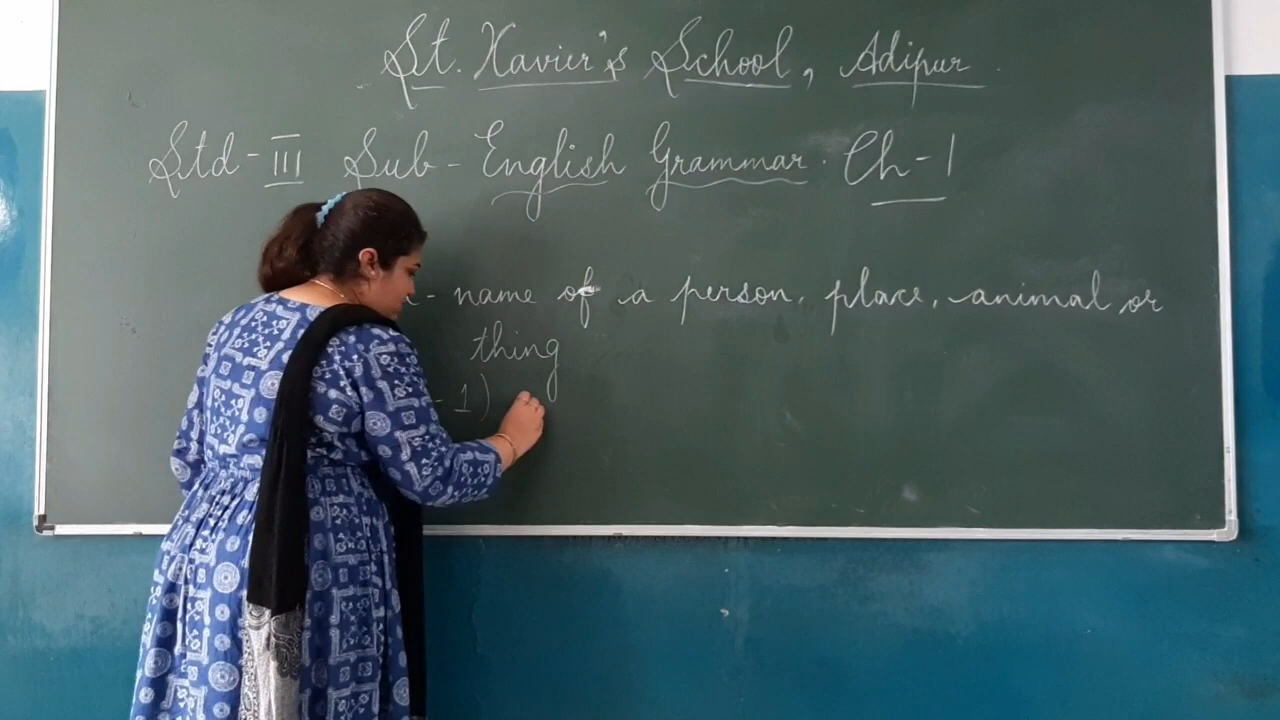 St. Xavier's School, Adipur
Std - III Sub - English Grammar. Ch - 1
- name of a person, place, animal or
thing
- 1)